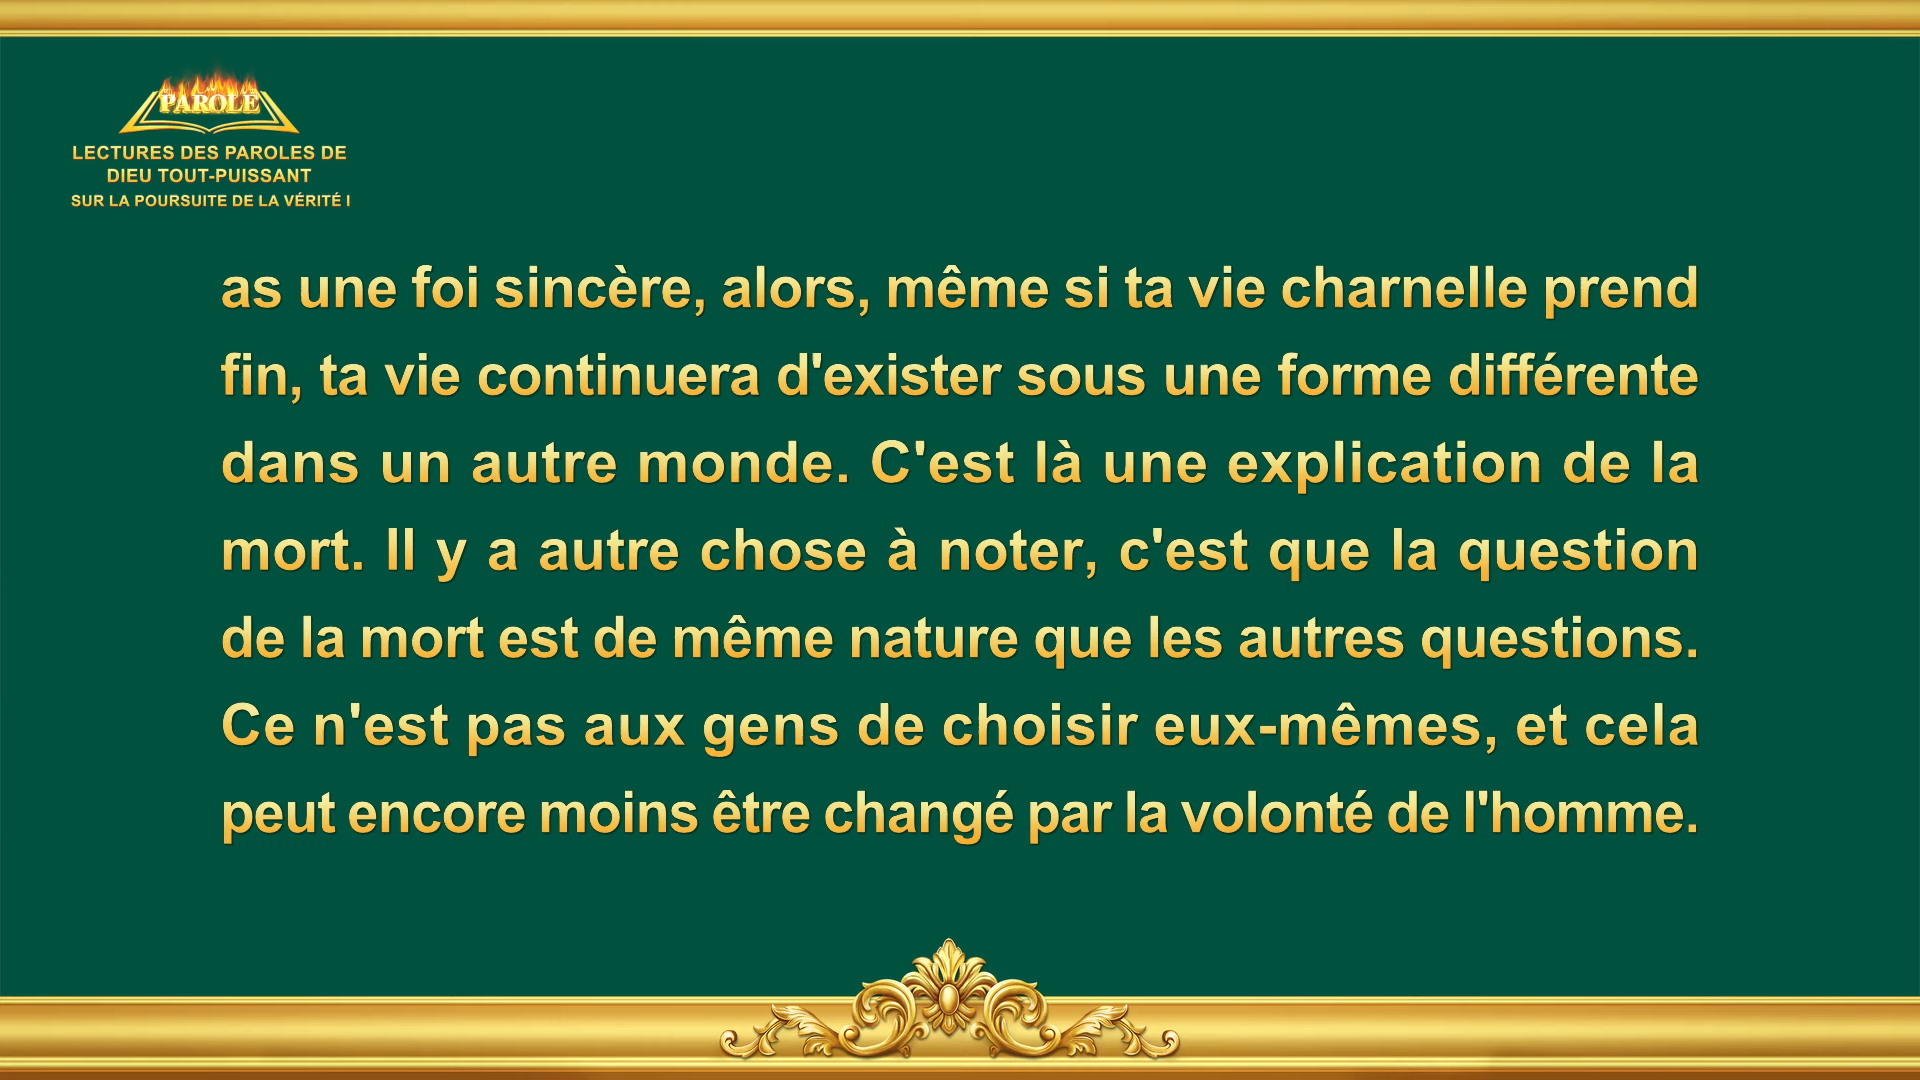 PAROLE
LECTURES DES PAROLES DE
DIEU TOUT-PUISSANT
SUR LA POURSUITE DE LA VÉRITÉ I
as une foi sincère, alors, même si ta vie charnelle prend
fin, ta vie continuera d'exister sous une forme différente
dans un autre monde. C'est là une explication de la
mort. Il y a autre chose à noter, c'est que la question
de la mort est de même nature que les autres questions.
Ce n'est pas aux gens de choisir eux-mêmes, et cela
peut encore moins être changé par la volonté de l'homme.